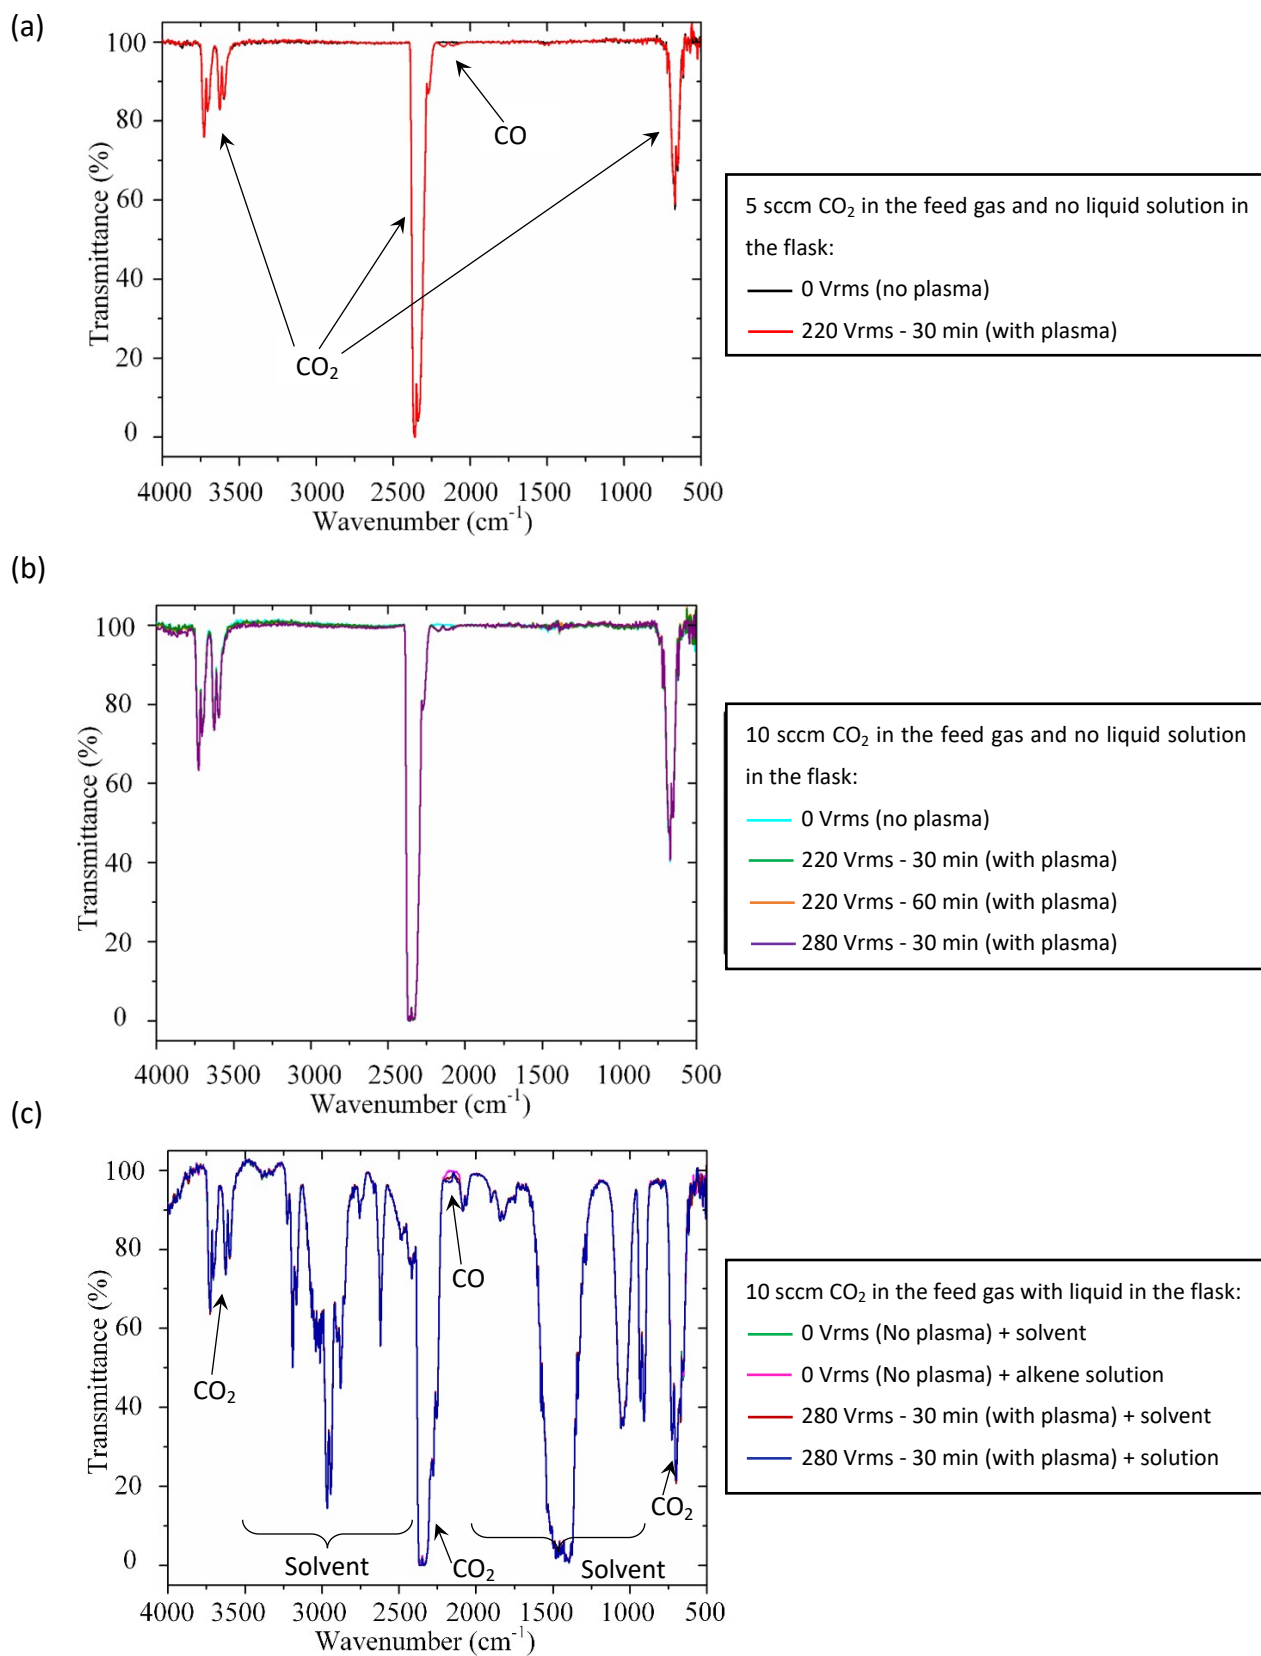 (a)
100
80
60
40
20
0
Transmittance (%)
CO
CO₂
4000 3500 3000 2500 2000 1500 1000 500
Wavenumber (cm⁻¹)
5 sccm CO₂ in the feed gas and no liquid solution in
the flask:
0 Vrms (no plasma)
220 Vrms - 30 min (with plasma)
(b)
100
80
60
40
20
0
Transmittance (%)
4000 3500 3000 2500 2000 1500 1000 500
Wavenumber (cm⁻¹)
10 sccm CO₂ in the feed gas and no liquid solution
in the flask:
0 Vrms (no plasma)
220 Vrms - 30 min (with plasma)
220 Vrms - 60 min (with plasma)
280 Vrms - 30 min (with plasma)
(c)
100
80
60
40
20
0
Transmittance (%)
CO₂
CO
CO₂
Solvent
CO₂
Solvent
4000 3500 3000 2500 2000 1500 1000 500
Wavenumber (cm⁻¹)
10 sccm CO₂ in the feed gas with liquid in the flask:
0 Vrms (No plasma) + solvent
0 Vrms (No plasma) + alkene solution
280 Vrms - 30 min (with plasma) + solvent
280 Vrms - 30 min (with plasma) + solution